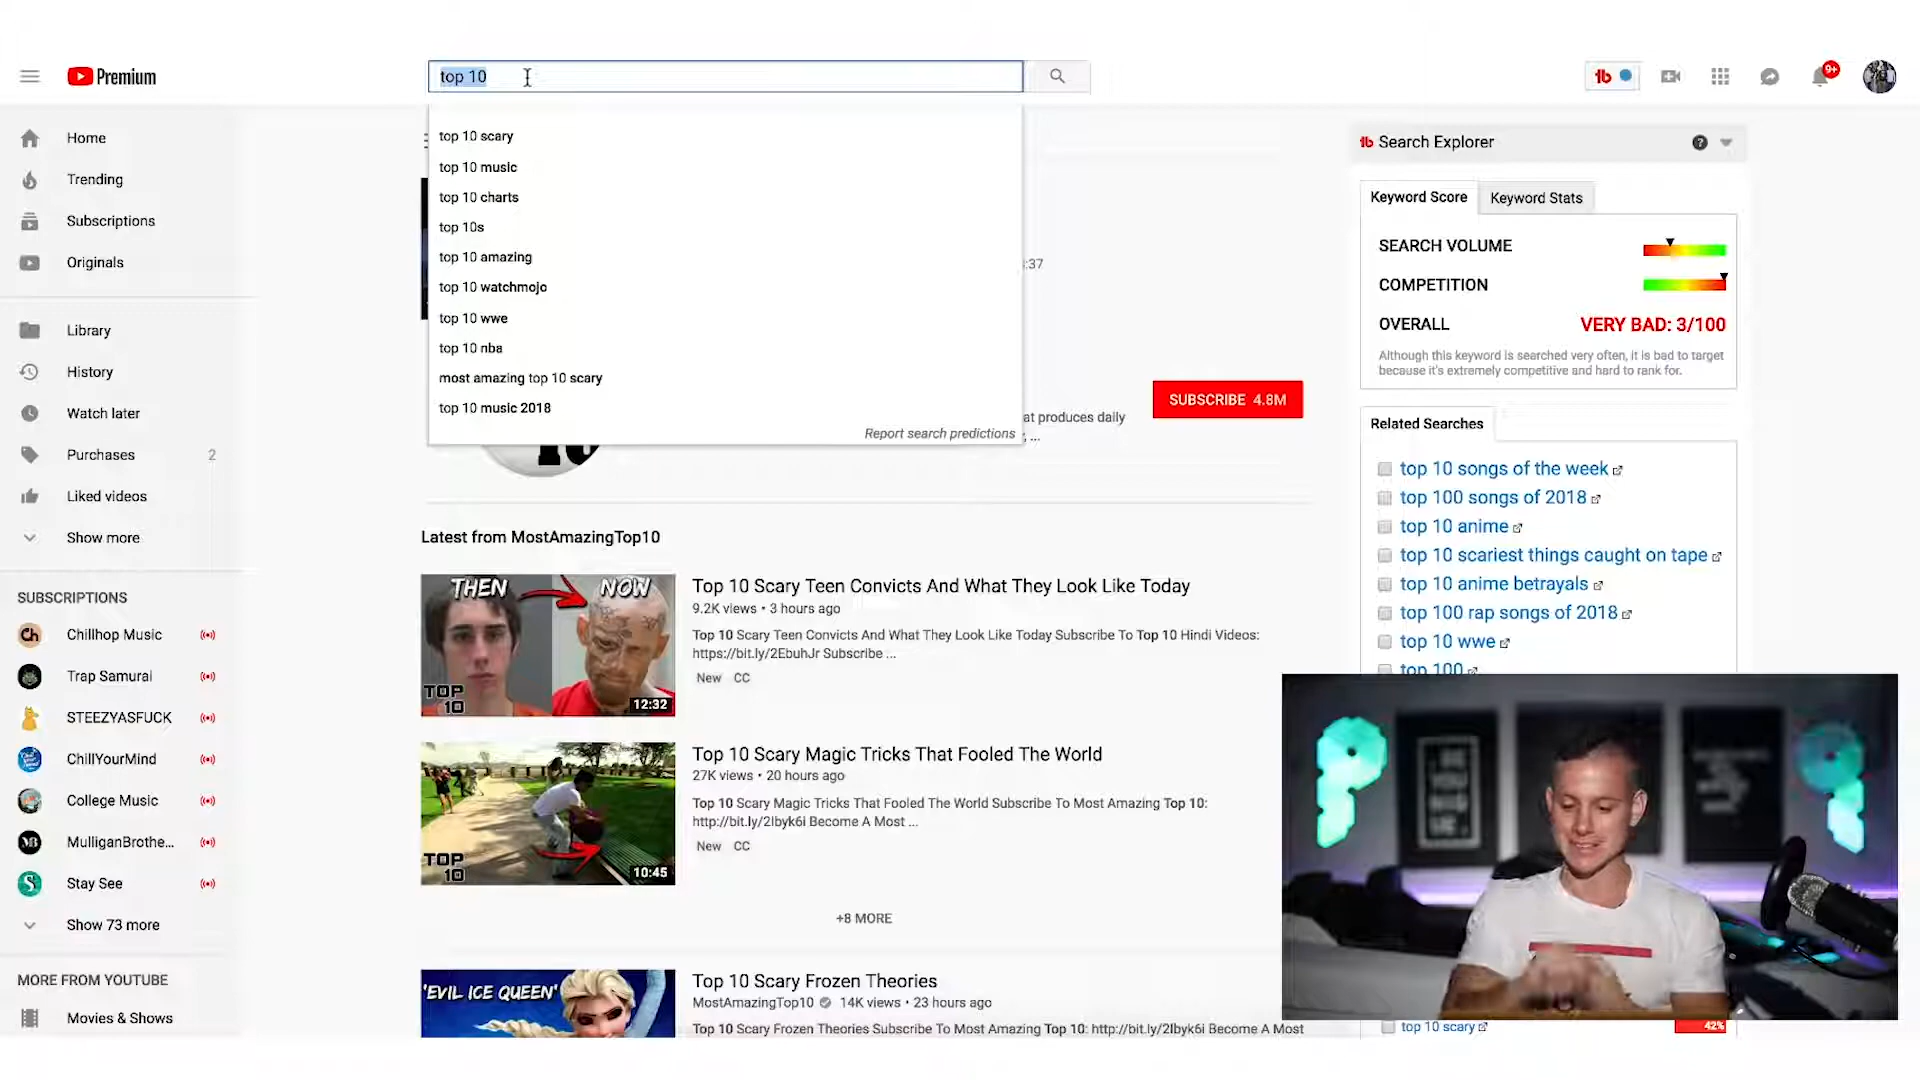 Premium
top 10
9+
Home
Trending
Subscriptions
Originals
Library
History
Watch later
Purchases 2
Liked videos
Show more
SUBSCRIPTIONS
Chillhop Music
Trap Samurai
STEEZYASFUCK
ChillYourMind
College Music
MulliganBrothe...
Stay See
Show 73 more
MORE FROM YOUTUBE
Movies & Shows
top 10 scary
top 10 music
top 10 charts
top 10s
top 10 amazing
top 10 watchmojo
top 10 wwe
top 10 nba
most amazing top 10 scary
top 10 music 2018
Report search predictions
:37
at produces daily
, ...
SUBSCRIBE 4.8M
Latest from MostAmazingTop10
THEN NOW
TOP
10
12:32
Top 10 Scary Teen Convicts And What They Look Like Today
9.2K views • 3 hours ago
Top 10 Scary Teen Convicts And What They Look Like Today Subscribe To Top 10 Hindi Videos:
https://bit.ly/2EbuhJr Subscribe ...
New CC
TOP
10
10:45
Top 10 Scary Magic Tricks That Fooled The World
27K views • 20 hours ago
Top 10 Scary Magic Tricks That Fooled The World Subscribe To Most Amazing Top 10:
http://bit.ly/2Ibyk6i Become A Most ...
New CC
+8 MORE
'EVIL ICE QUEEN'
Top 10 Scary Frozen Theories
MostAmazingTop10 14K views • 23 hours ago
Top 10 Scary Frozen Theories Subscribe To Most Amazing Top 10: http://bit.ly/2Ibyk6i Become A Most
tb
tb Search Explorer
Keyword Score Keyword Stats
SEARCH VOLUME
COMPETITION
OVERALL VERY BAD: 3/100
Although this keyword is searched very often, it is bad to target
because it's extremely competitive and hard to rank for.
Related Searches
top 10 songs of the week
top 100 songs of 2018
top 10 anime
top 10 scariest things caught on tape
top 10 anime betrayals
top 100 rap songs of 2018
top 10 wwe
top 100
top 10 scary 42%